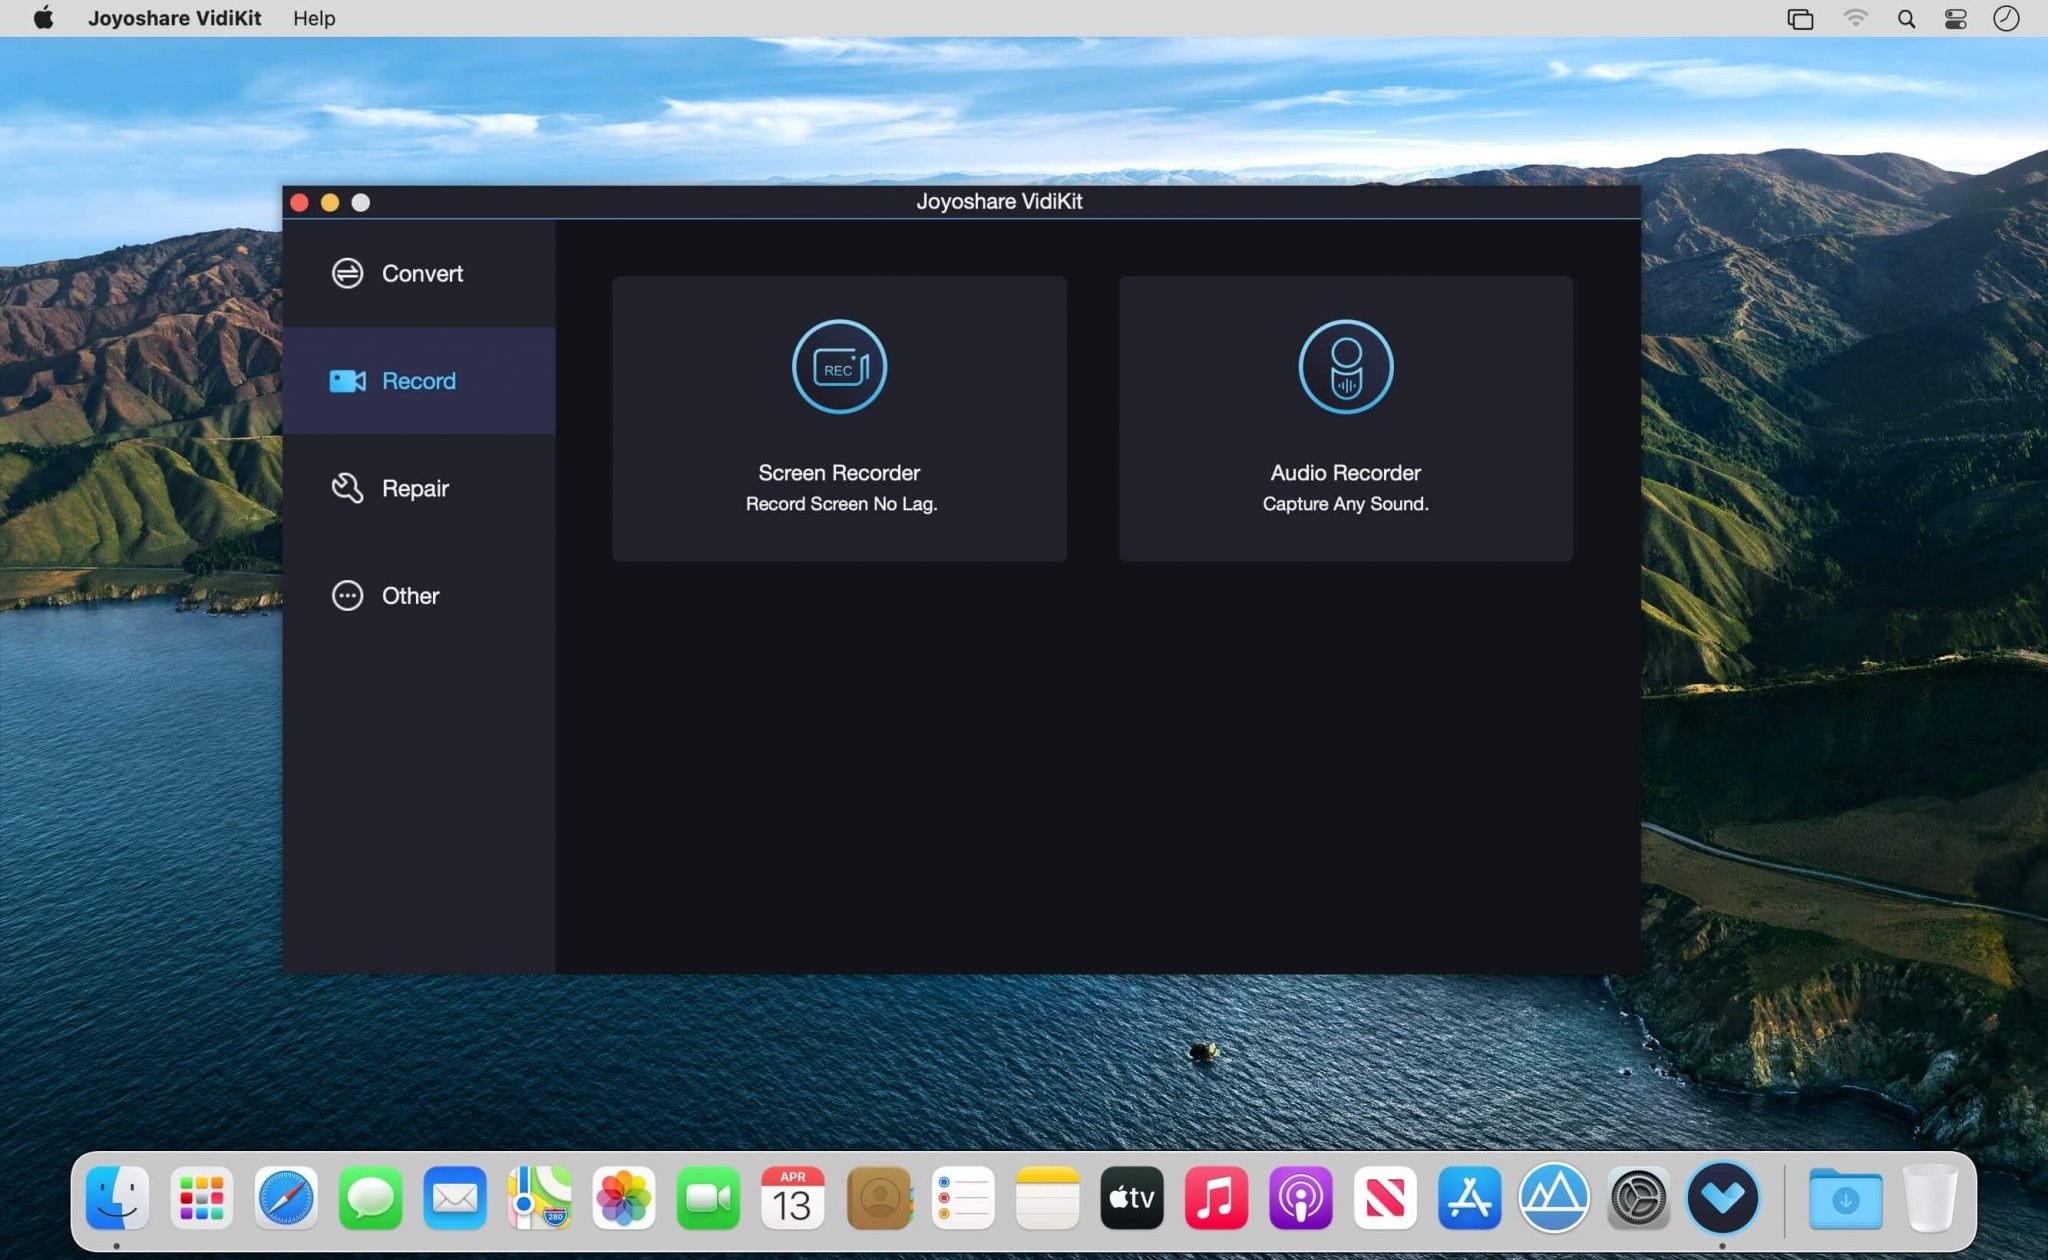 Joyoshare VidiKit Help
Joyoshare VidiKit
Convert
Record
Repair
Other
REC
Screen Recorder
Record Screen No Lag.
Audio Recorder
Capture Any Sound.
280
APR
13
tv